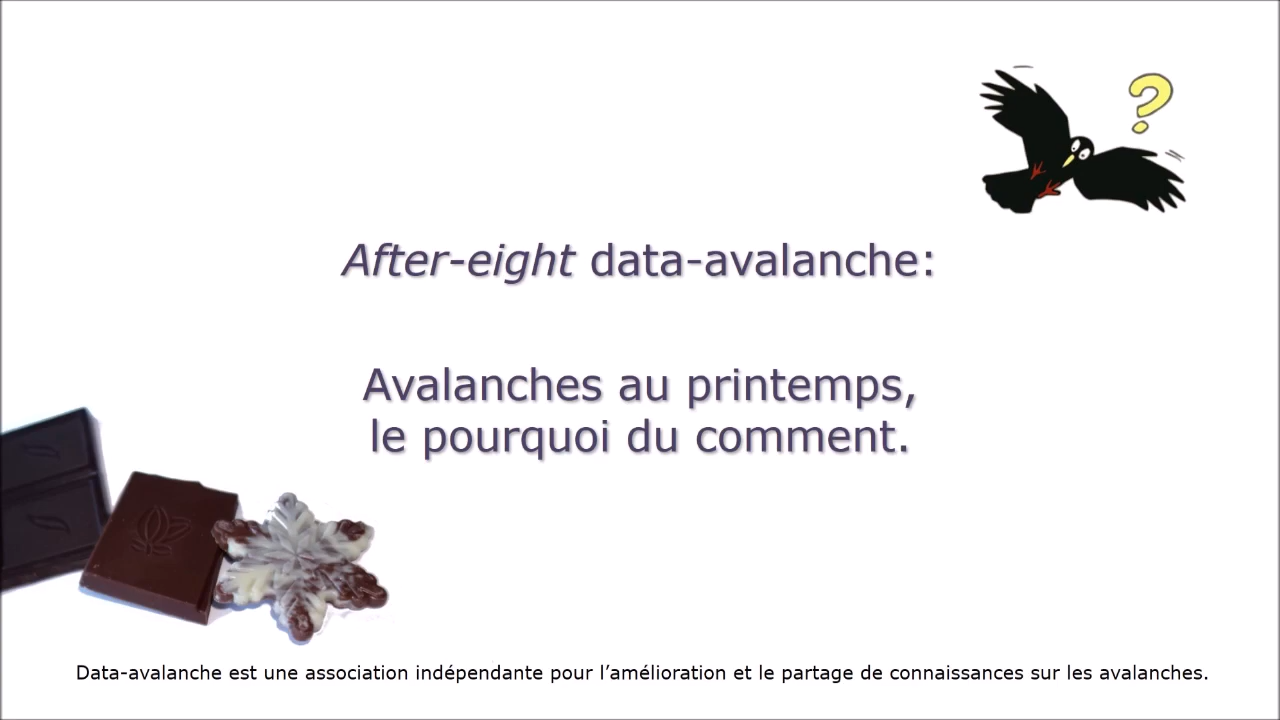 ?
After-eight data-avalanche:
Avalanches au printemps,
le pourquoi du comment.
Data-avalanche est une association indépendante pour l’amélioration et le partage de connaissances sur les avalanches.